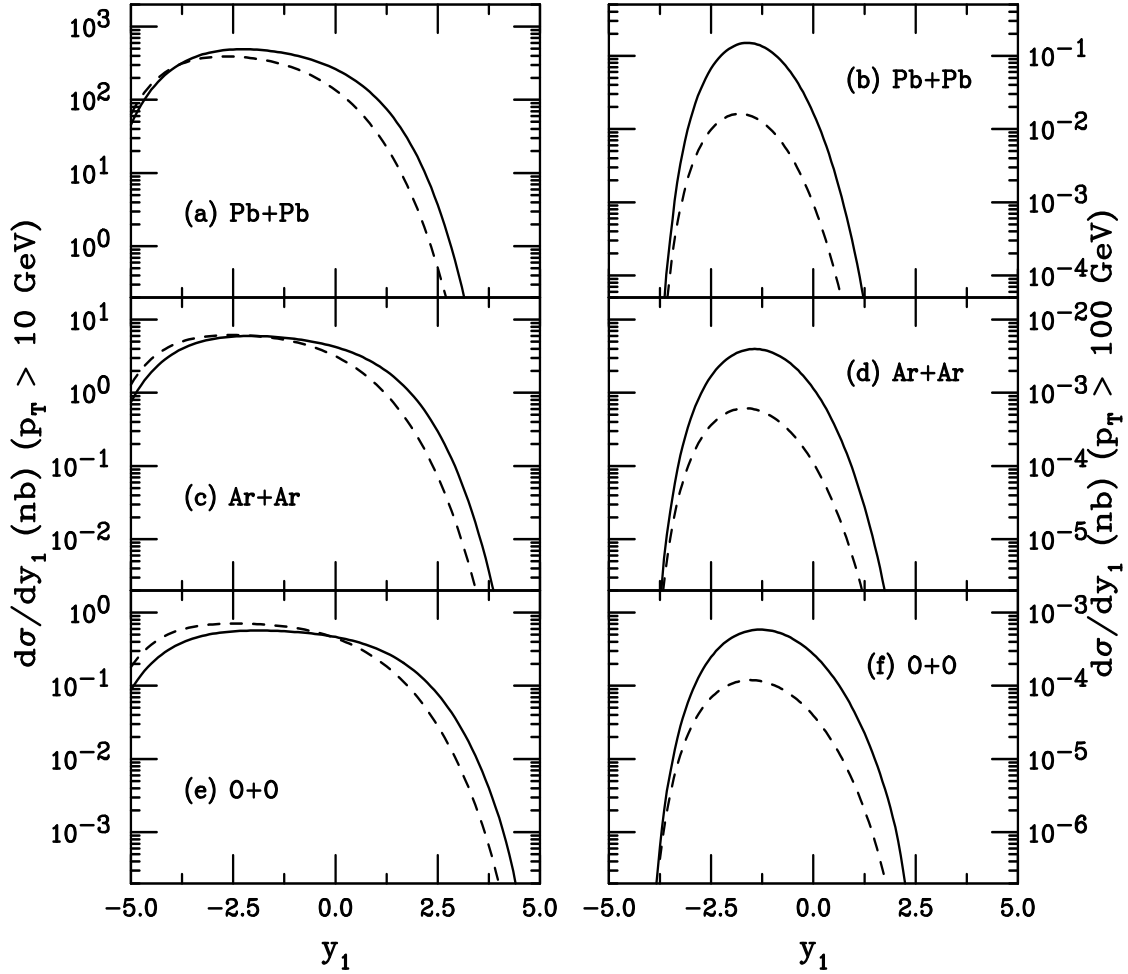 dσ/dy₁ (nb) (p_T > 10 GeV)
10³
10²
10¹
10⁰
(a) Pb+Pb
10¹
10⁰
10⁻¹
10⁻²
(c) Ar+Ar
10⁰
10⁻¹
10⁻²
10⁻³
(e) O+O
-5.0 -2.5 0.0 2.5 5.0
y₁
(b) Pb+Pb
10⁻¹
10⁻²
10⁻³
10⁻⁴
(d) Ar+Ar
10⁻²⁰
10⁻³
10⁻⁴
10⁻⁵
(f) O+O
10⁻³
10⁻⁴
10⁻⁵
10⁻⁶
-5.0 -2.5 0.0 2.5 5.0
y₁
dσ/dy₁ (nb) (p_T > 100 GeV)